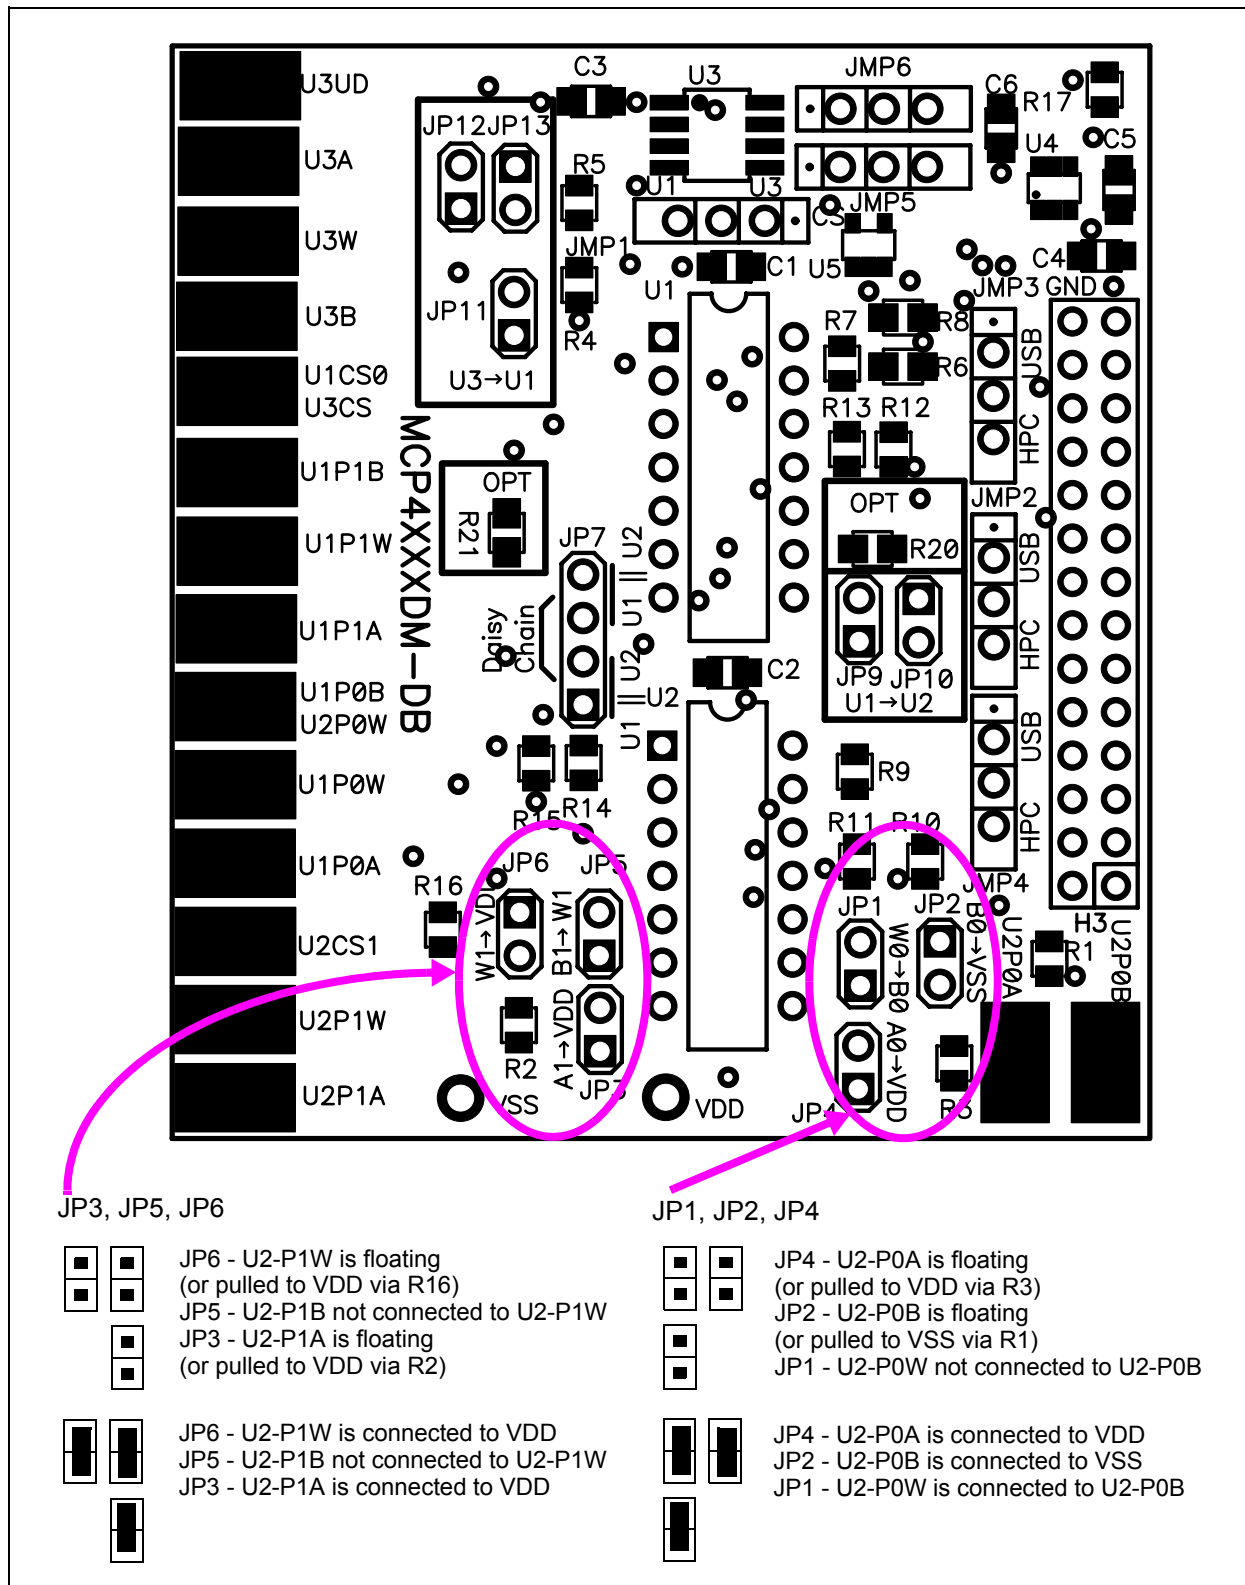 U3UD
C3
U3
JMP6
C6
R17
JP12
JP13
U3A
R5
U4
C5
U1
U3
JMP5
CS
U3W
JMP1
C1
U5
C4
U1
JMP3
GND
JP11
U3B
R4
R7
R8
USB
R6
U3→U1
U1CS0
U3CS
R13
R12
HPC
MCP4XXXDM-DB
U1P1B
OPT
OPT
JMP2
R21
JP7
U2
=
U1
R20
USB
U1P1W
Daisy
Chain
U1P1A
HPC
U2
=
U1
U2
C2
JP9
JP10
U1→U2
U1P0B
U2P0W
USB
U1P0W
R9
R15
R14
R11
R10
HPC
U1P0A
JP6
JP5
JMP4
R16
W1→VDD
B1→W1
JP1
JP2
W0→B0
B0→VSS
H3
U2P0A
R1
U2P0B
U2CS1
U2P1W
R2
A1→VDD
A0→VDD
U2P1A
VSS
JP3
VDD
JP4
R3
JP3, JP5, JP6
JP6 - U2-P1W is floating
(or pulled to VDD via R16)
JP5 - U2-P1B not connected to U2-P1W
JP3 - U2-P1A is floating
(or pulled to VDD via R2)
JP6 - U2-P1W is connected to VDD
JP5 - U2-P1B not connected to U2-P1W
JP3 - U2-P1A is connected to VDD
JP1, JP2, JP4
JP4 - U2-P0A is floating
(or pulled to VDD via R3)
JP2 - U2-P0B is floating
(or pulled to VSS via R1)
JP1 - U2-P0W not connected to U2-P0B
JP4 - U2-P0A is connected to VDD
JP2 - U2-P0B is connected to VSS
JP1 - U2-P0W is connected to U2-P0B